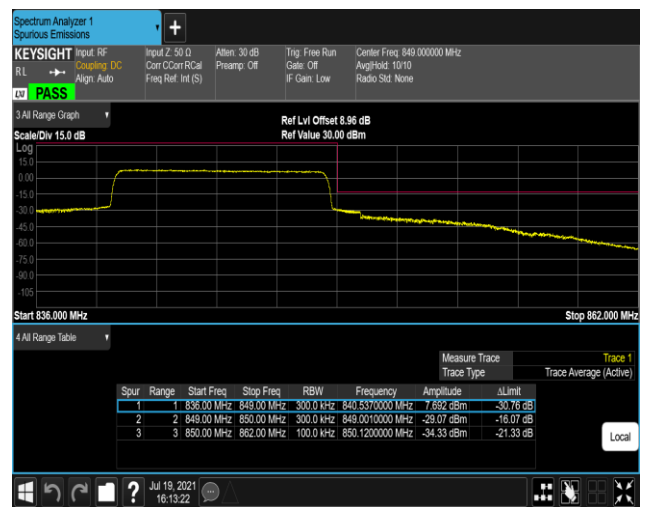 Spectrum Analyzer 1
Spurious Emissions
+
KEYSIGHT Input: RF Input Z: 50 Ω Atten: 30 dB Trig: Free Run Center Freq: 849.000000 MHz
RL Coupling: DC Corr CCorr RCal Preamp: Off Gate: Off Avg|Hold: 10/10
Align: Auto Freq Ref: Int (S) IF Gain: Low Radio Std: None
LXI PASS
3 All Range Graph
Ref Lvl Offset 8.96 dB
Scale/Div 15.0 dB Ref Value 30.00 dBm
Log
15.0
0.00
-15.0
-30.0
-45.0
-60.0
-75.0
-90.0
-105
Start 836.000 MHz Stop 862.000 MHz
4 All Range Table
Measure Trace Trace 1
Trace Type Trace Average (Active)
Spur Range Start Freq Stop Freq RBW Frequency Amplitude ΔLimit
1 1 836.00 MHz 849.00 MHz 300.0 kHz 840.5370000 MHz 7.692 dBm -30.76 dB
2 2 849.00 MHz 850.00 MHz 300.0 kHz 849.0010000 MHz -29.07 dBm -16.07 dB
3 3 850.00 MHz 862.00 MHz 100.0 kHz 850.1200000 MHz -34.33 dBm -21.33 dB
Local
? Jul 19, 2021
16:13:22